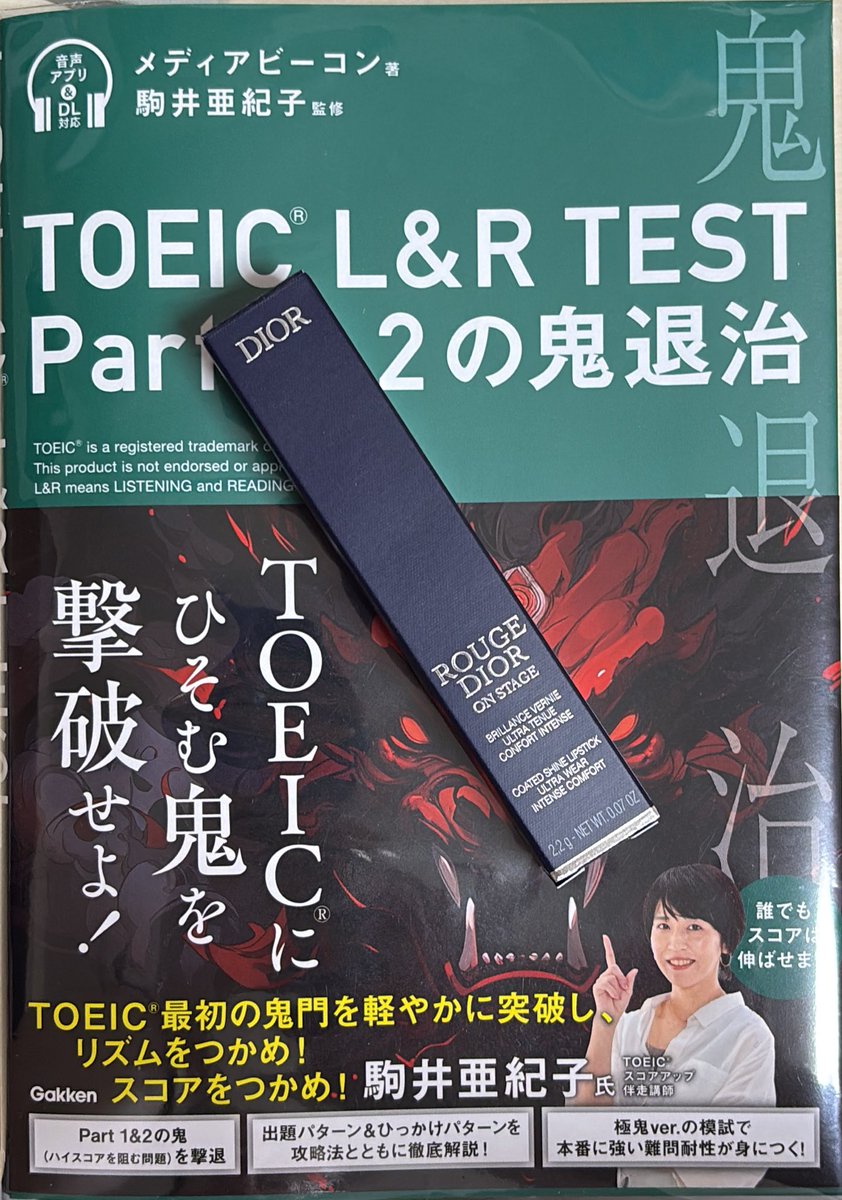 音声
アプリ
&
DL
対応
メディアビーコン著
駒井亜紀子監修
鬼退治
TOEIC® L&R TEST
Part 2の鬼退治
TOEIC® is a registered trademark
This product is not endorsed or
L&R means LISTENING and READING
DIOR
ROUGE
DIOR
ON STAGE
BRILLANCE VERNIE
ULTRA TENUE
CONFORT INTENSE
COATED SHINE LIPSTICK
ULTRA WEAR
INTENSE COMFORT
2.2 g - NET WT. 0.07 OZ
TOEIC®に
ひそむ鬼を
撃破せよ!
誰でも
スコアは
伸ばせま
TOEIC®最初の鬼門を軽やかに突破し、
リズムをつかめ!
スコアをつかめ!
駒井亜紀子氏
TOEIC®
スコアアップ
伴走講師
Gakken
Part 1&2の鬼
(ハイスコアを阻む問題)を撃退
出題パターン&ひっかけパターンを
攻略法とともに徹底解説!
極鬼ver.の模試で
本番に強い難問耐性が身につく!